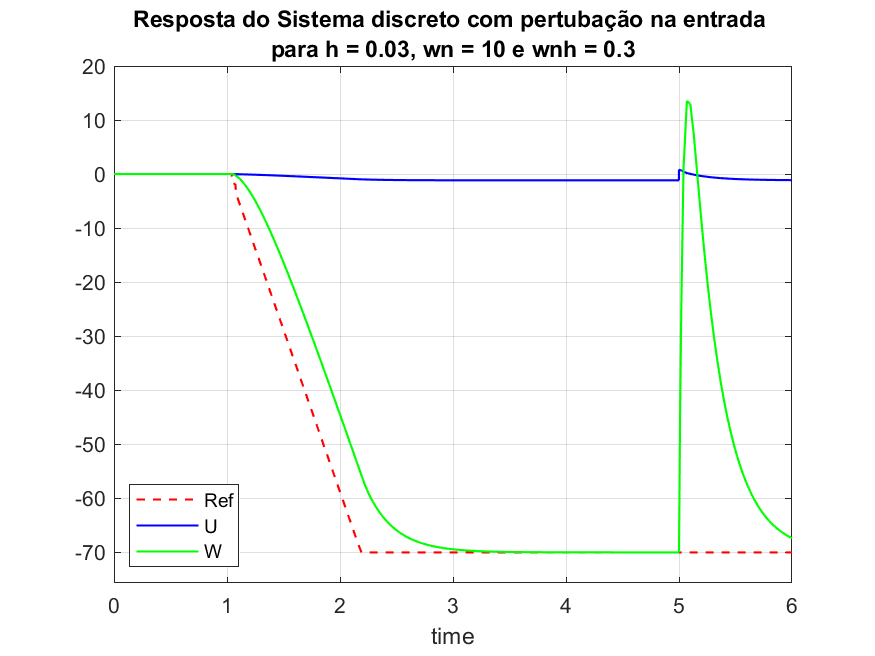 Resposta do Sistema discreto com pertubação na entrada
para h = 0.03, wn = 10 e wnh = 0.3
20
10
0
-10
-20
-30
-40
-50
-60
-70
Ref
U
W
0 1 2 3 4 5 6
time